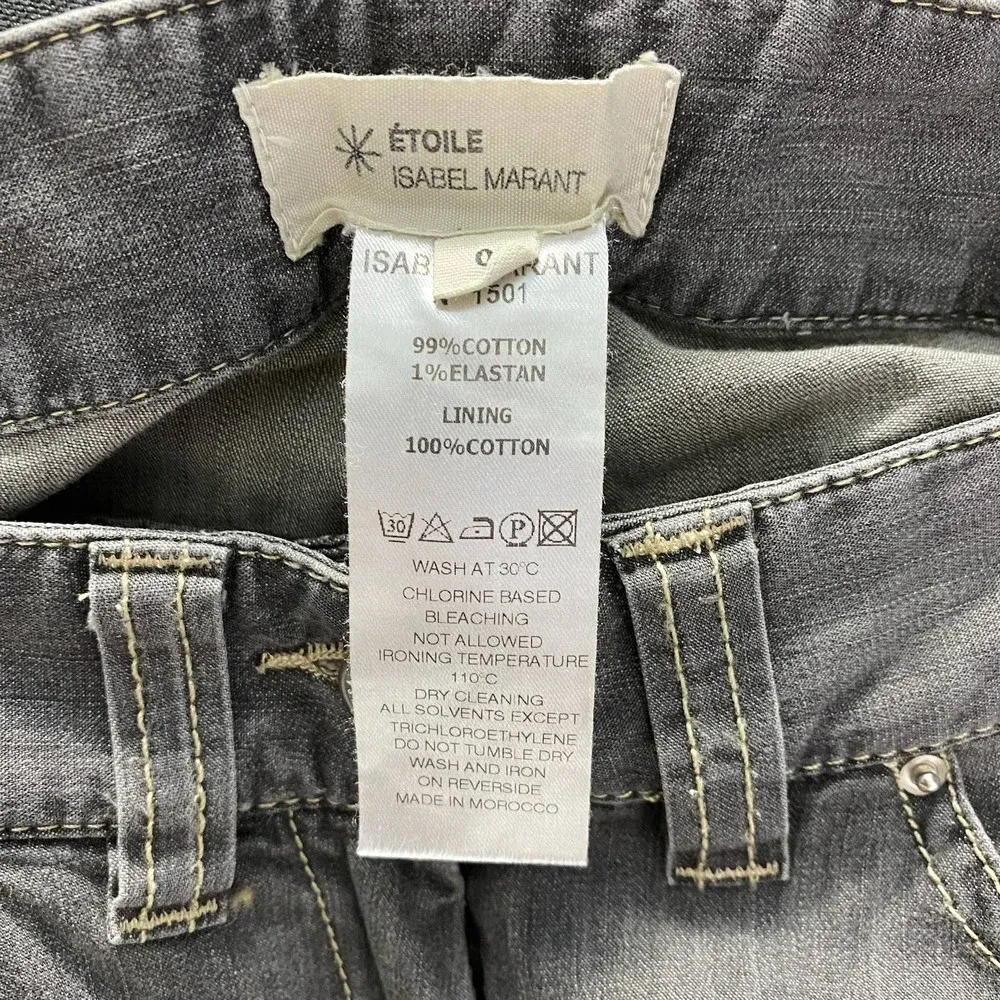 ÉTOILE
ISABEL MARANT
ISAB RANT
1501
99%COTTON
1%ELASTAN
LINING
100%COTTON
30 P
WASH AT 30°C
CHLORINE BASED
BLEACHING
NOT ALLOWED
IRONING TEMPERATURE
110°C
DRY CLEANING
ALL SOLVENTS EXCEPT
TRICHLOROETHYLENE
DO NOT TUMBLE DRY
WASH AND IRON
ON REVERSIDE
MADE IN MOROCCO